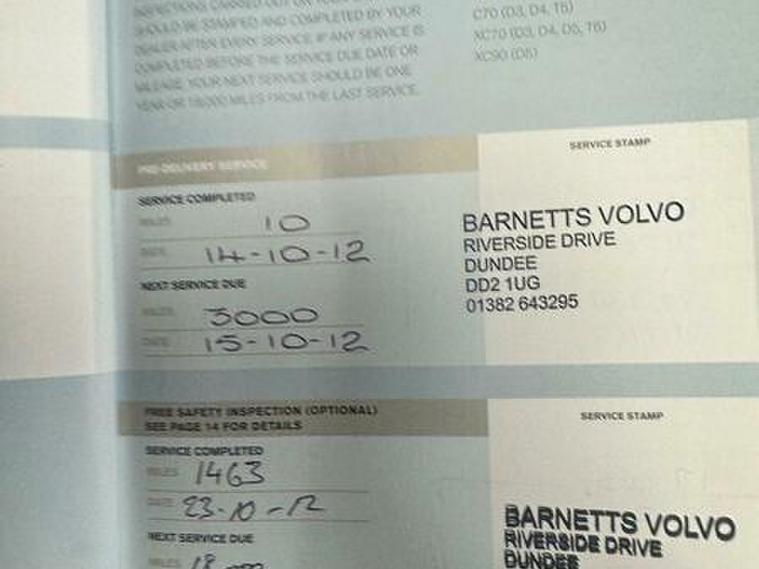 INSPECTIONS CARRIED OUT
SHOULD BE STAMPED AND COMPLETED BY YOUR
DEALER AFTER EVERY SERVICE. IF ANY SERVICE IS
COMPLETED BEFORE THE SERVICE DUE DATE OR
MILEAGE, YOUR NEXT SERVICE SHOULD BE ONE
YEAR OR 18,000 MILES FROM THE LAST SERVICE.
C70 (D3, D4, T5)
XC70 (D3, D4, D5, T6)
XC90 (D5)
PRE-DELIVERY SERVICE
SERVICE COMPLETED
MILES 10
DATE 14-10-12
NEXT SERVICE DUE
MILES 3000
DATE 15-10-12
SERVICE STAMP
BARNETTS VOLVO
RIVERSIDE DRIVE
DUNDEE
DD2 1UG
01382 643295
FREE SAFETY INSPECTION (OPTIONAL)
SEE PAGE 14 FOR DETAILS
SERVICE COMPLETED
MILES 1463
DATE 23-10-12
NEXT SERVICE DUE
MILES
SERVICE STAMP
BARNETTS VOLVO
RIVERSIDE DRIVE
DUNDEE